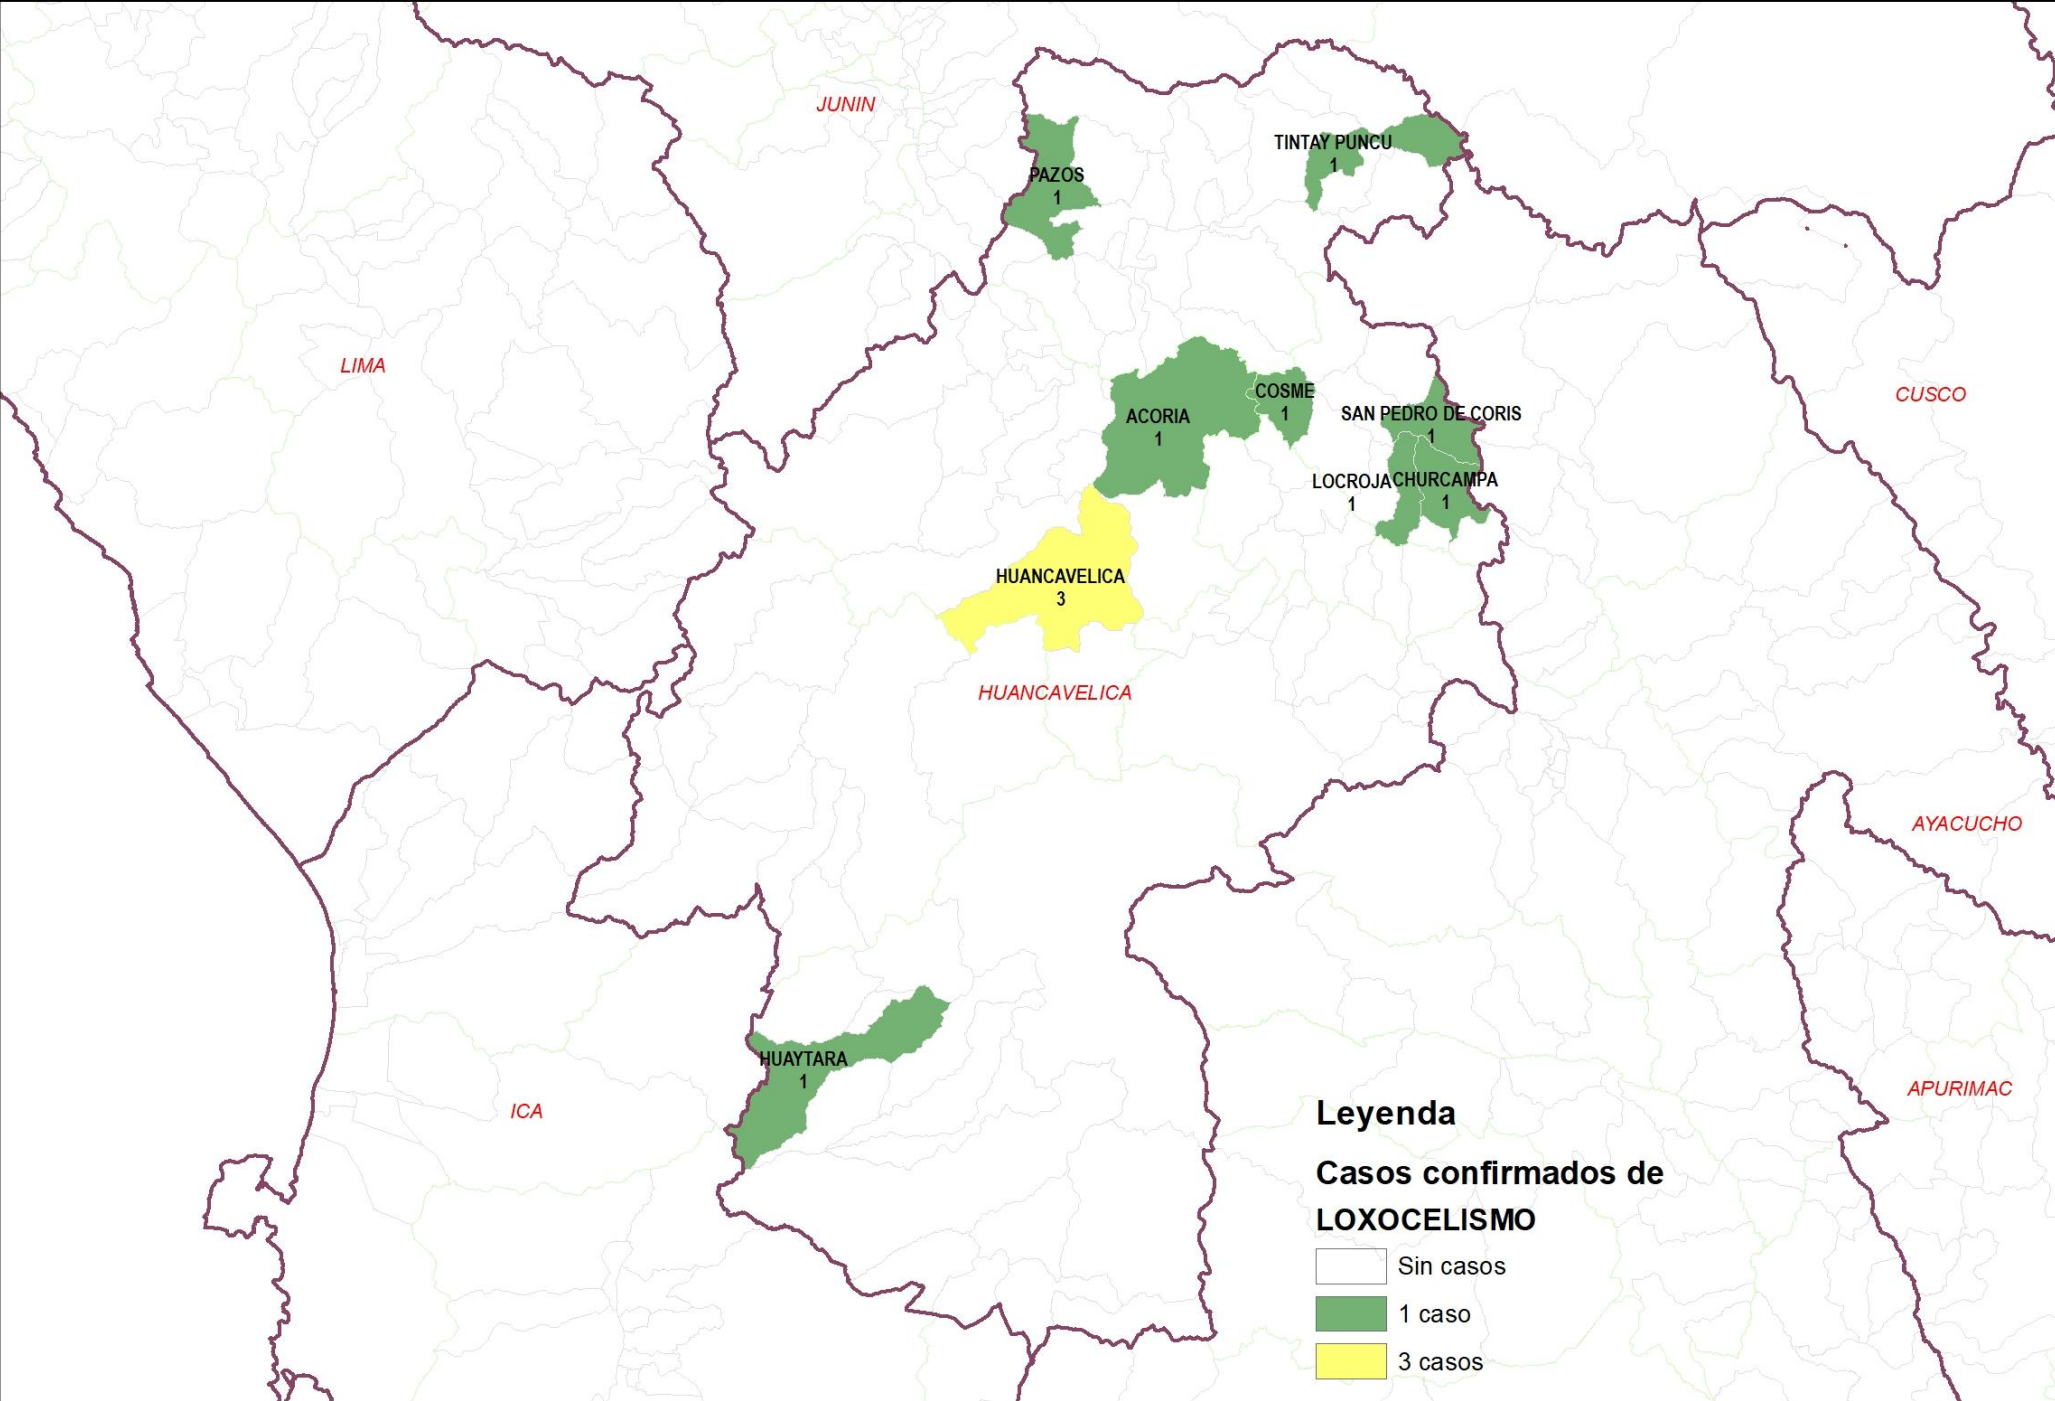 JUNIN
TINTAY PUNCU
1
PAZOS
1
LIMA
CUSCO
COSME
1
ACORIA
1
SAN PEDRO DE CORIS
1
LOCROJA
1
CHURCAMPA
1
HUANCAVELICA
3
HUANCAVELICA
AYACUCHO
HUAYTARA
1
ICA
APURIMAC
Leyenda
Casos confirmados de
LOXOCELISMO
Sin casos
1 caso
3 casos